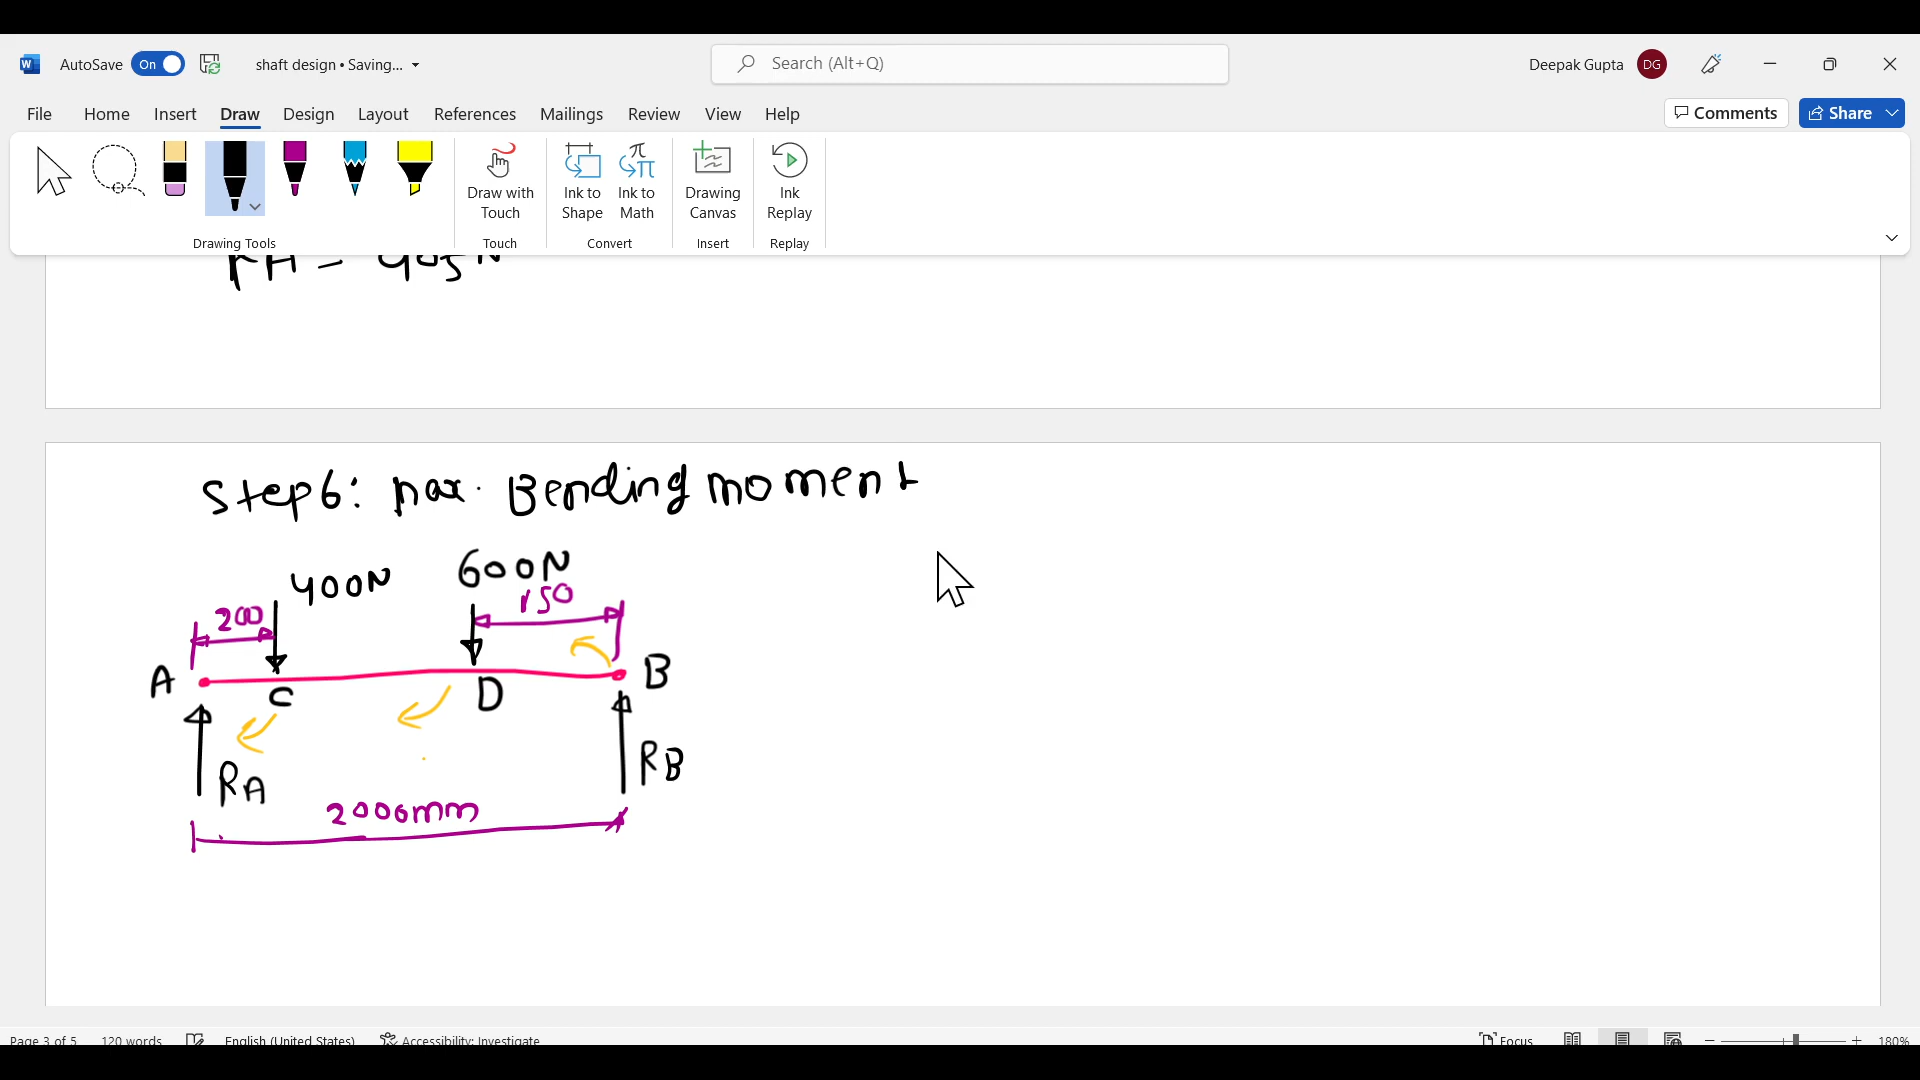 AutoSave On shaft design • Saving... Search (Alt+Q) Deepak Gupta DG
File Home Insert Draw Design Layout References Mailings Review View Help Comments Share
Draw with Touch Ink to Shape Ink to Math Drawing Canvas Ink Replay
Drawing Tools Touch Convert Insert Replay
RA = 405N
Step6: max. Bending moment
400N 600N
200 150
A C D B
RA RB
2000mm
Page 3 of 5 120 words English (United States) Accessibility: Investigate Focus 180%